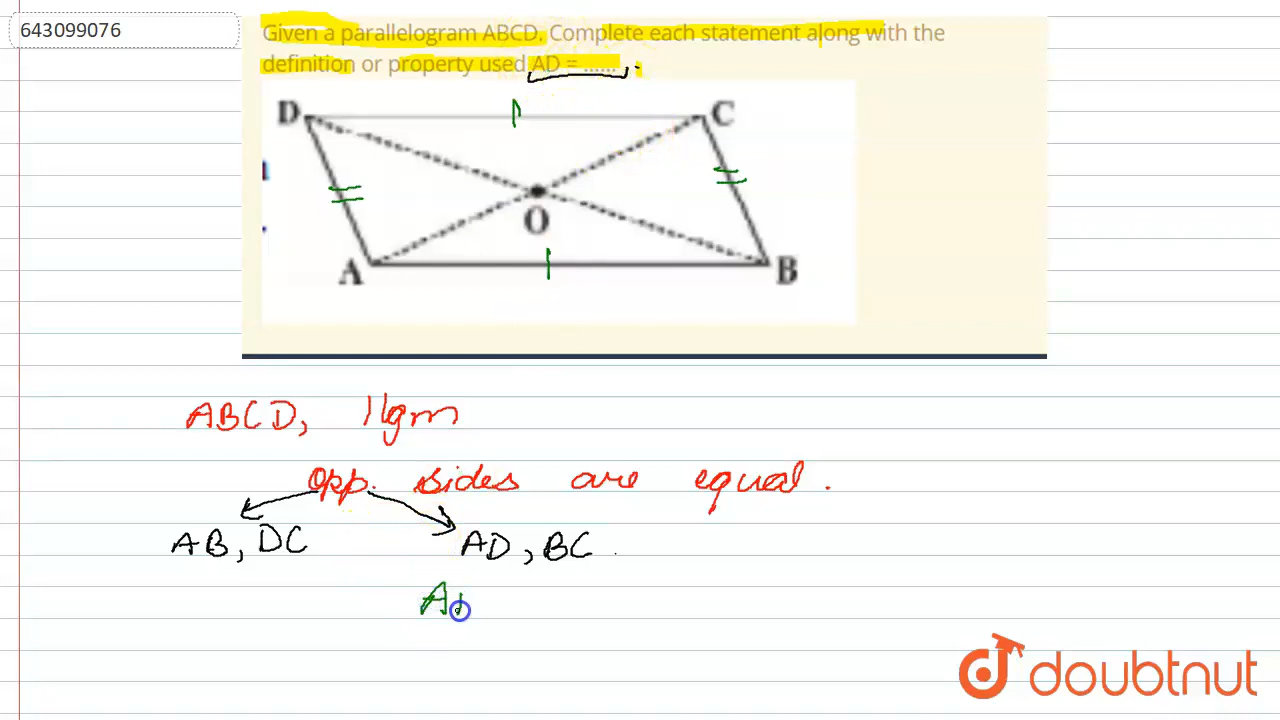 643099076
Given a parallelogram ABCD. Complete each statement along with the
definition or property used AD = ......
D
C
O
A
B
ABCD, ||gm
Opp. sides are equal.
AB, DC AD, BC.
doubtnut